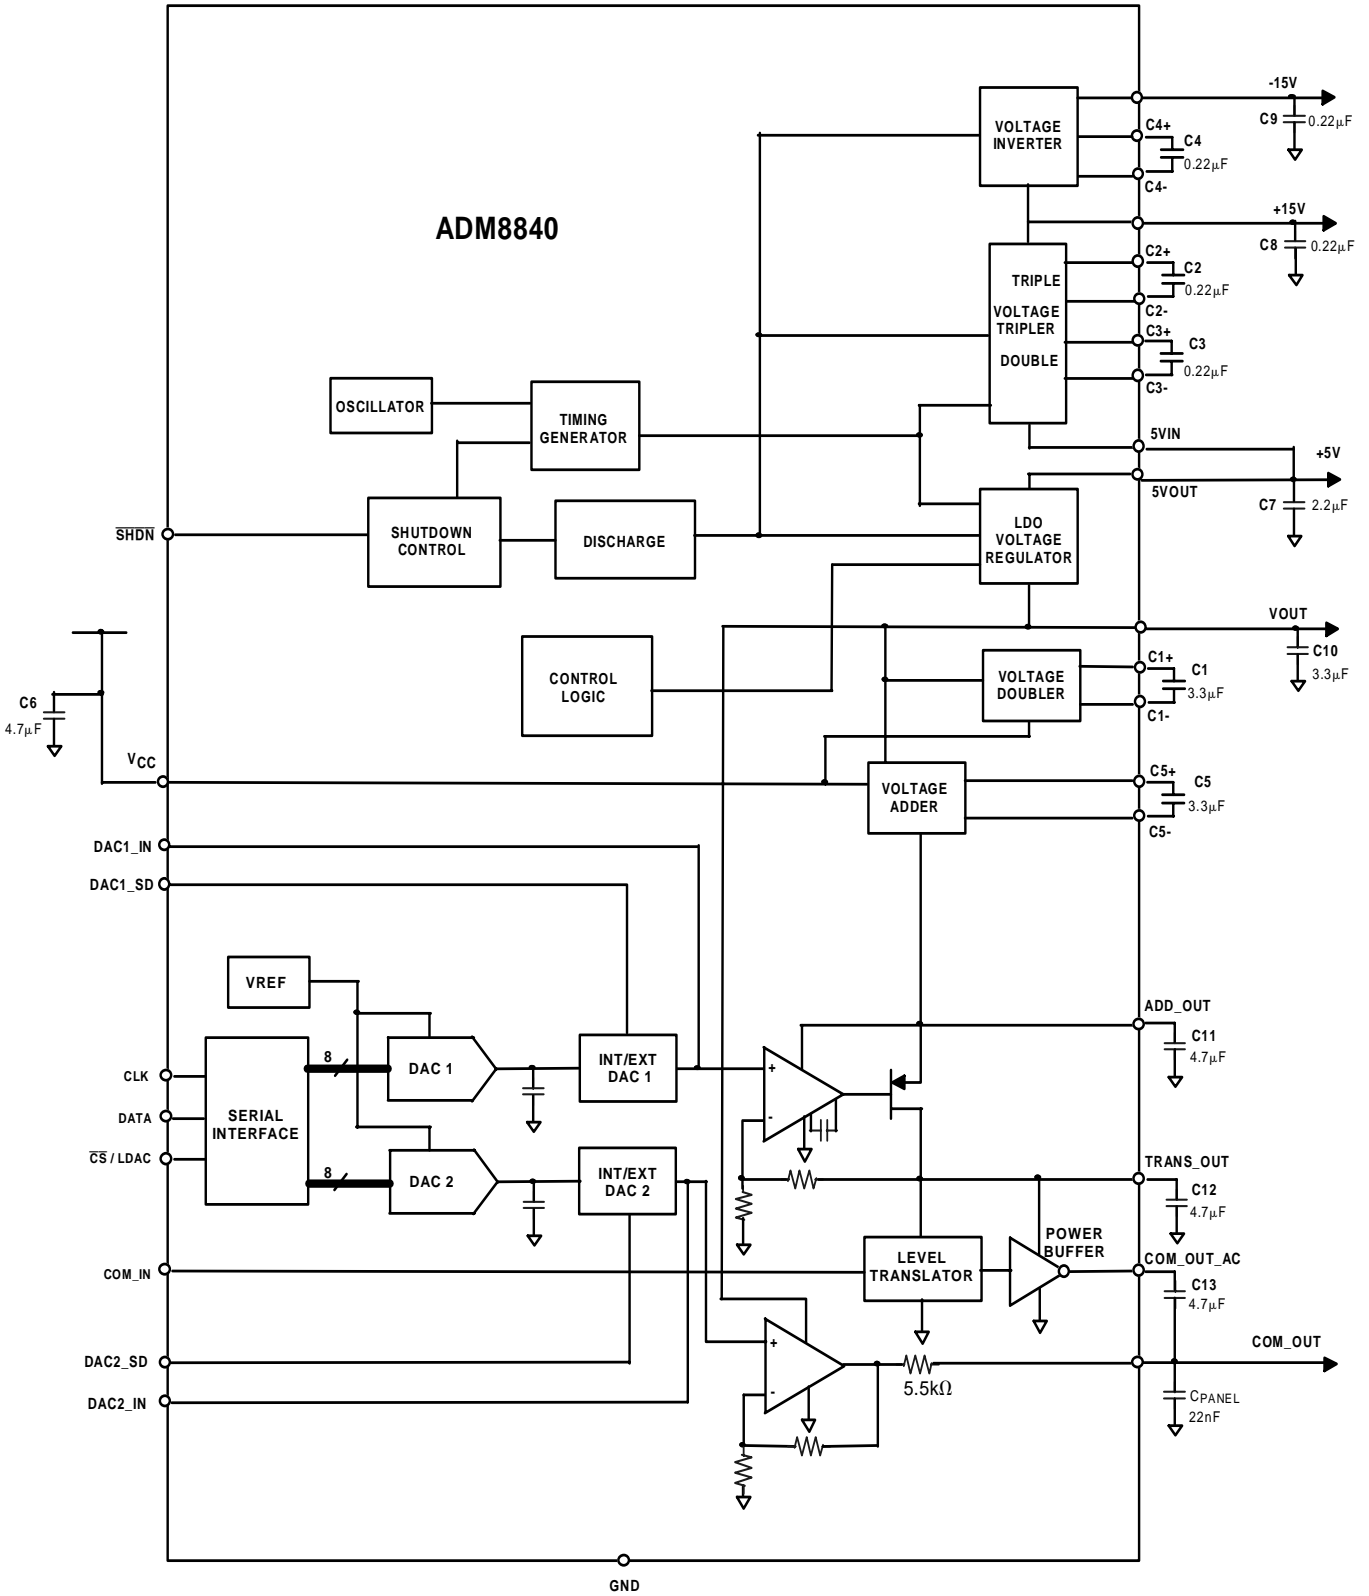 -15V
C9
0.22µF
VOLTAGE
INVERTER
C4+
C4
0.22µF
C4-
ADM8840
+15V
C8
0.22µF
C2+
C2
0.22µF
C2-
TRIPLE
VOLTAGE
TRIPLER
DOUBLE
C3+
C3
0.22µF
C3-
OSCILLATOR
TIMING
GENERATOR
5VIN
+5V
5VOUT
C7
2.2µF
SHDN
SHUTDOWN
CONTROL
DISCHARGE
LDO
VOLTAGE
REGULATOR
VOUT
C10
3.3µF
CONTROL
LOGIC
VOLTAGE
DOUBLER
C1+
C1
3.3µF
C1-
C6
4.7µF
VCC
VOLTAGE
ADDER
C5+
C5
3.3µF
C5-
DAC1_IN
DAC1_SD
VREF
ADD_OUT
C11
4.7µF
CLK
DATA
CS / LDAC
SERIAL
INTERFACE
8
DAC 1
INT/EXT
DAC 1
+
-
8
DAC 2
INT/EXT
DAC 2
TRANS_OUT
C12
4.7µF
POWER
BUFFER
LEVEL
TRANSLATOR
COM_IN
COM_OUT_AC
C13
4.7µF
DAC2_SD
DAC2_IN
+
-
5.5kΩ
COM_OUT
CPANEL
22nF
GND